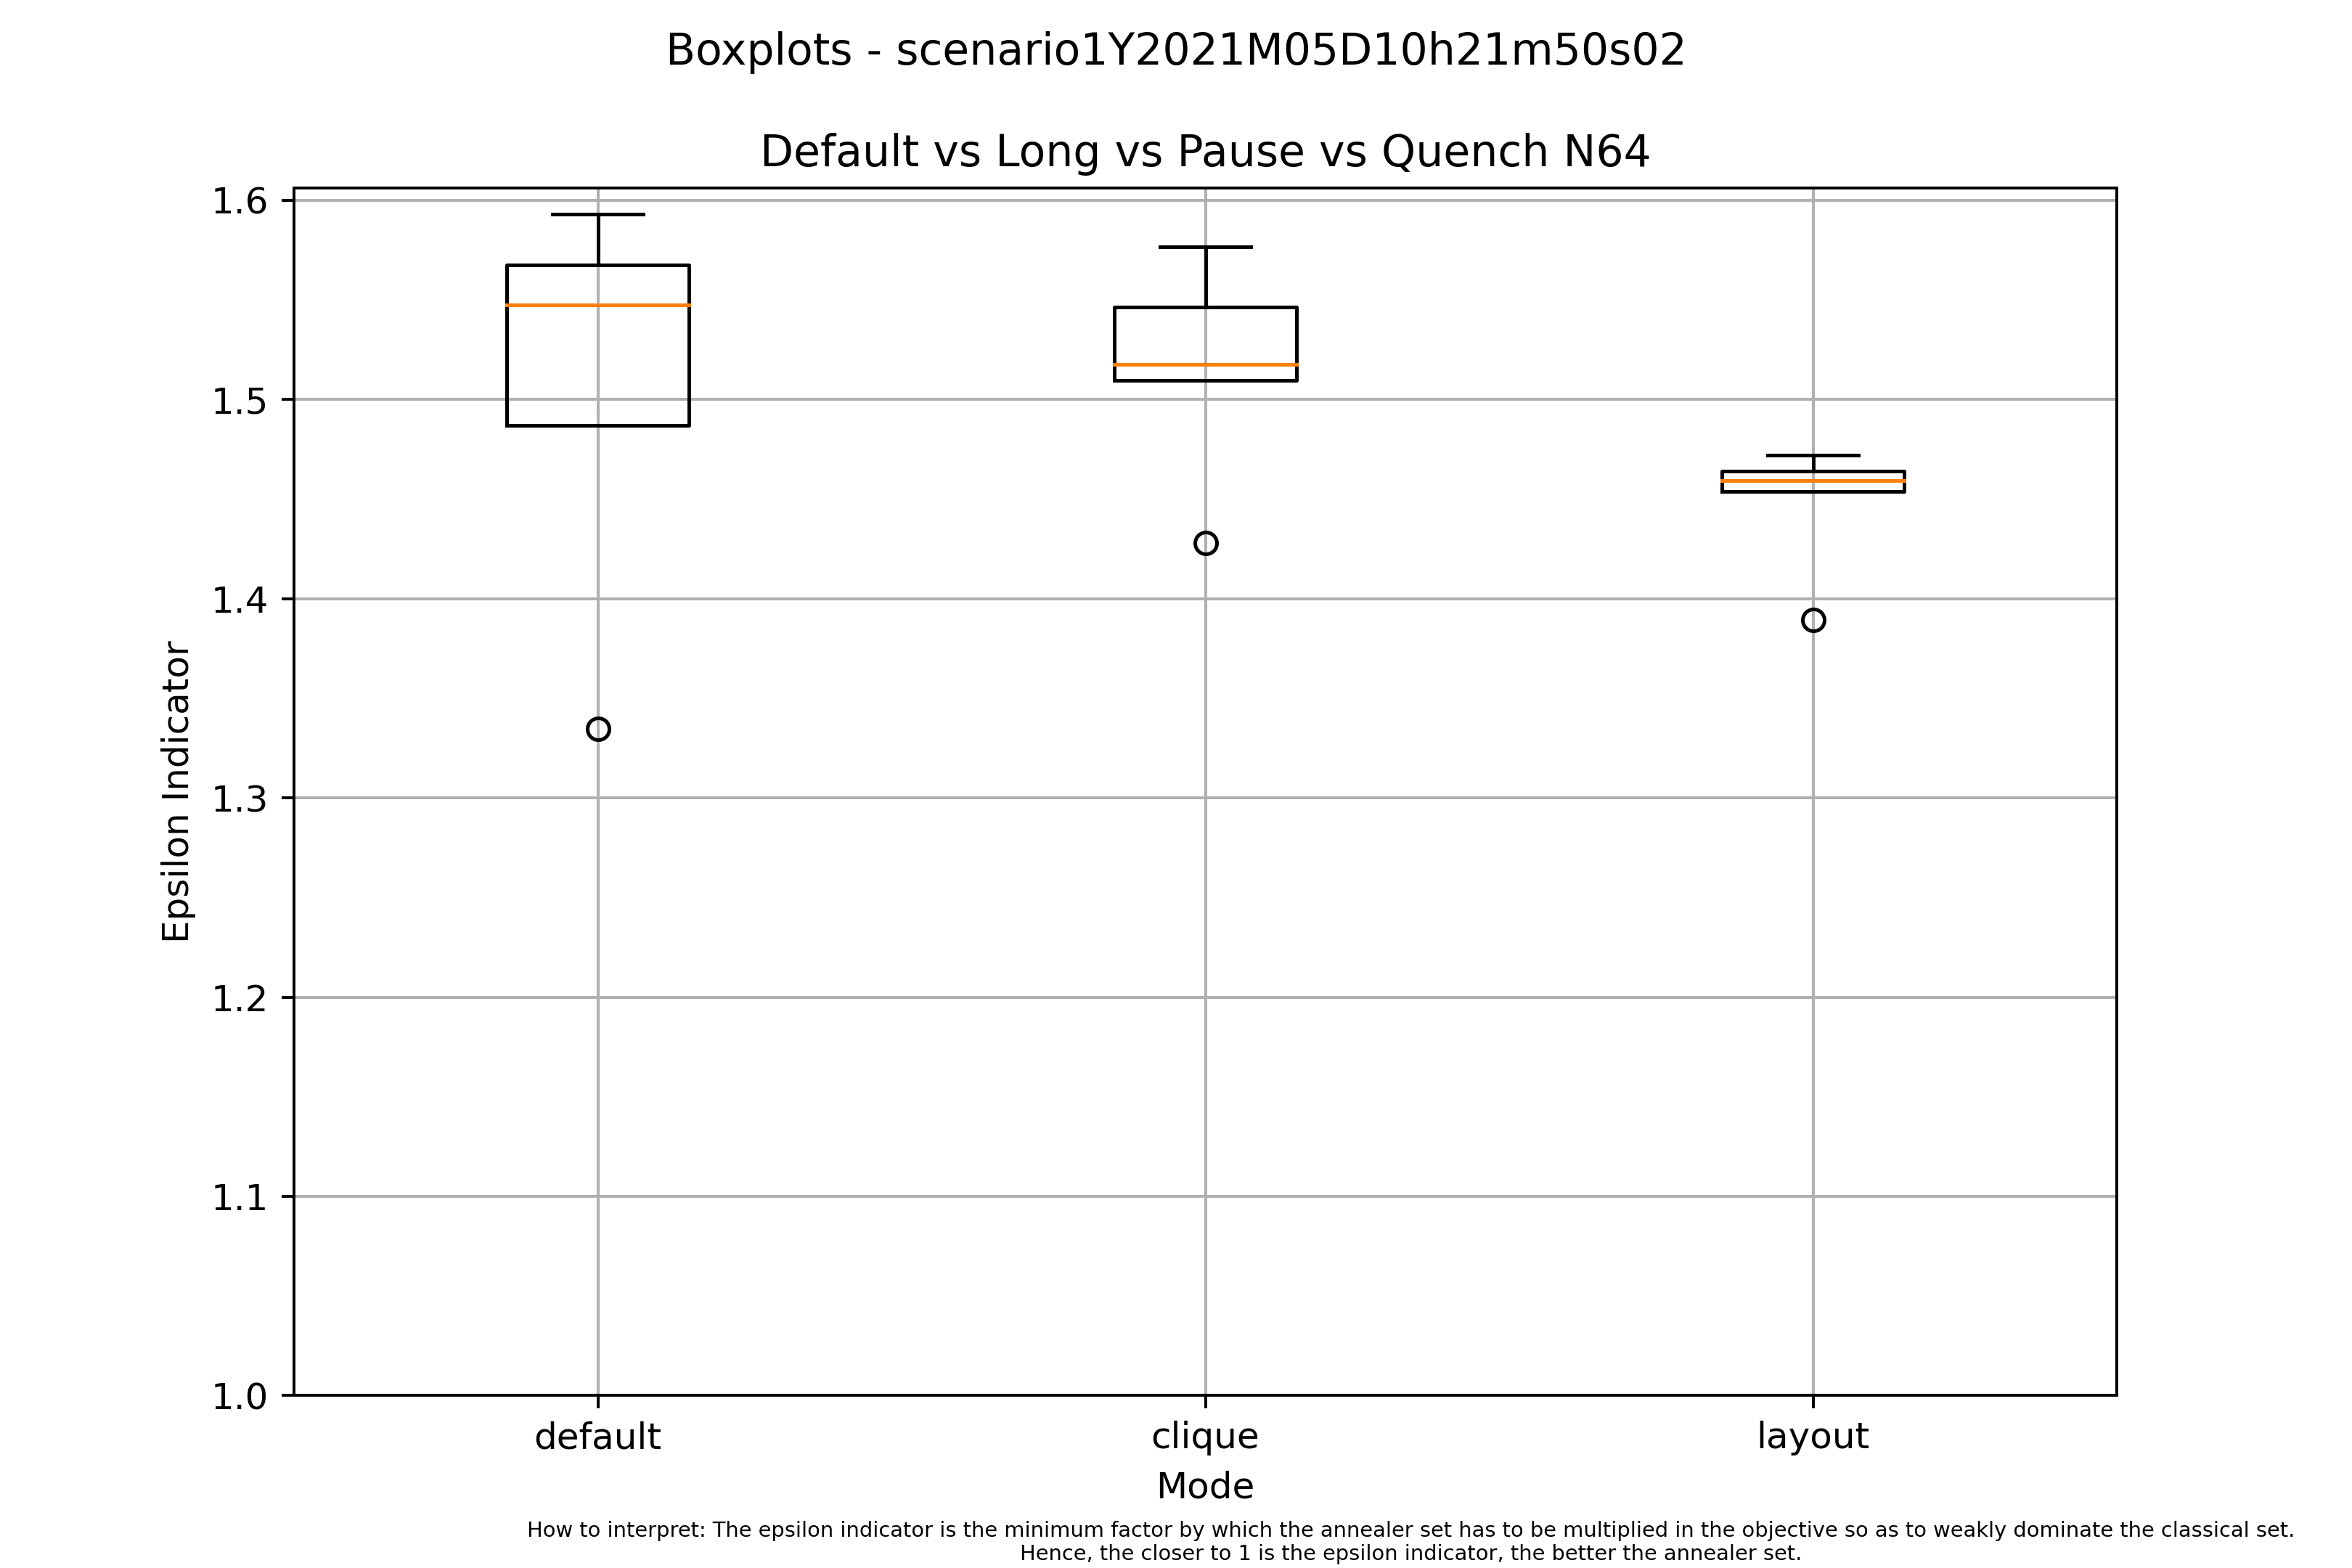 Boxplots - scenario1Y2021M05D10h21m50s02
Default vs Long vs Pause vs Quench N64
1.6
1.5
1.4
1.3
1.2
1.1
1.0
Epsilon Indicator
default
clique
layout
Mode
How to interpret: The epsilon indicator is the minimum factor by which the annealer set has to be multiplied in the objective so as to weakly dominate the classical set.
Hence, the closer to 1 is the epsilon indicator, the better the annealer set.